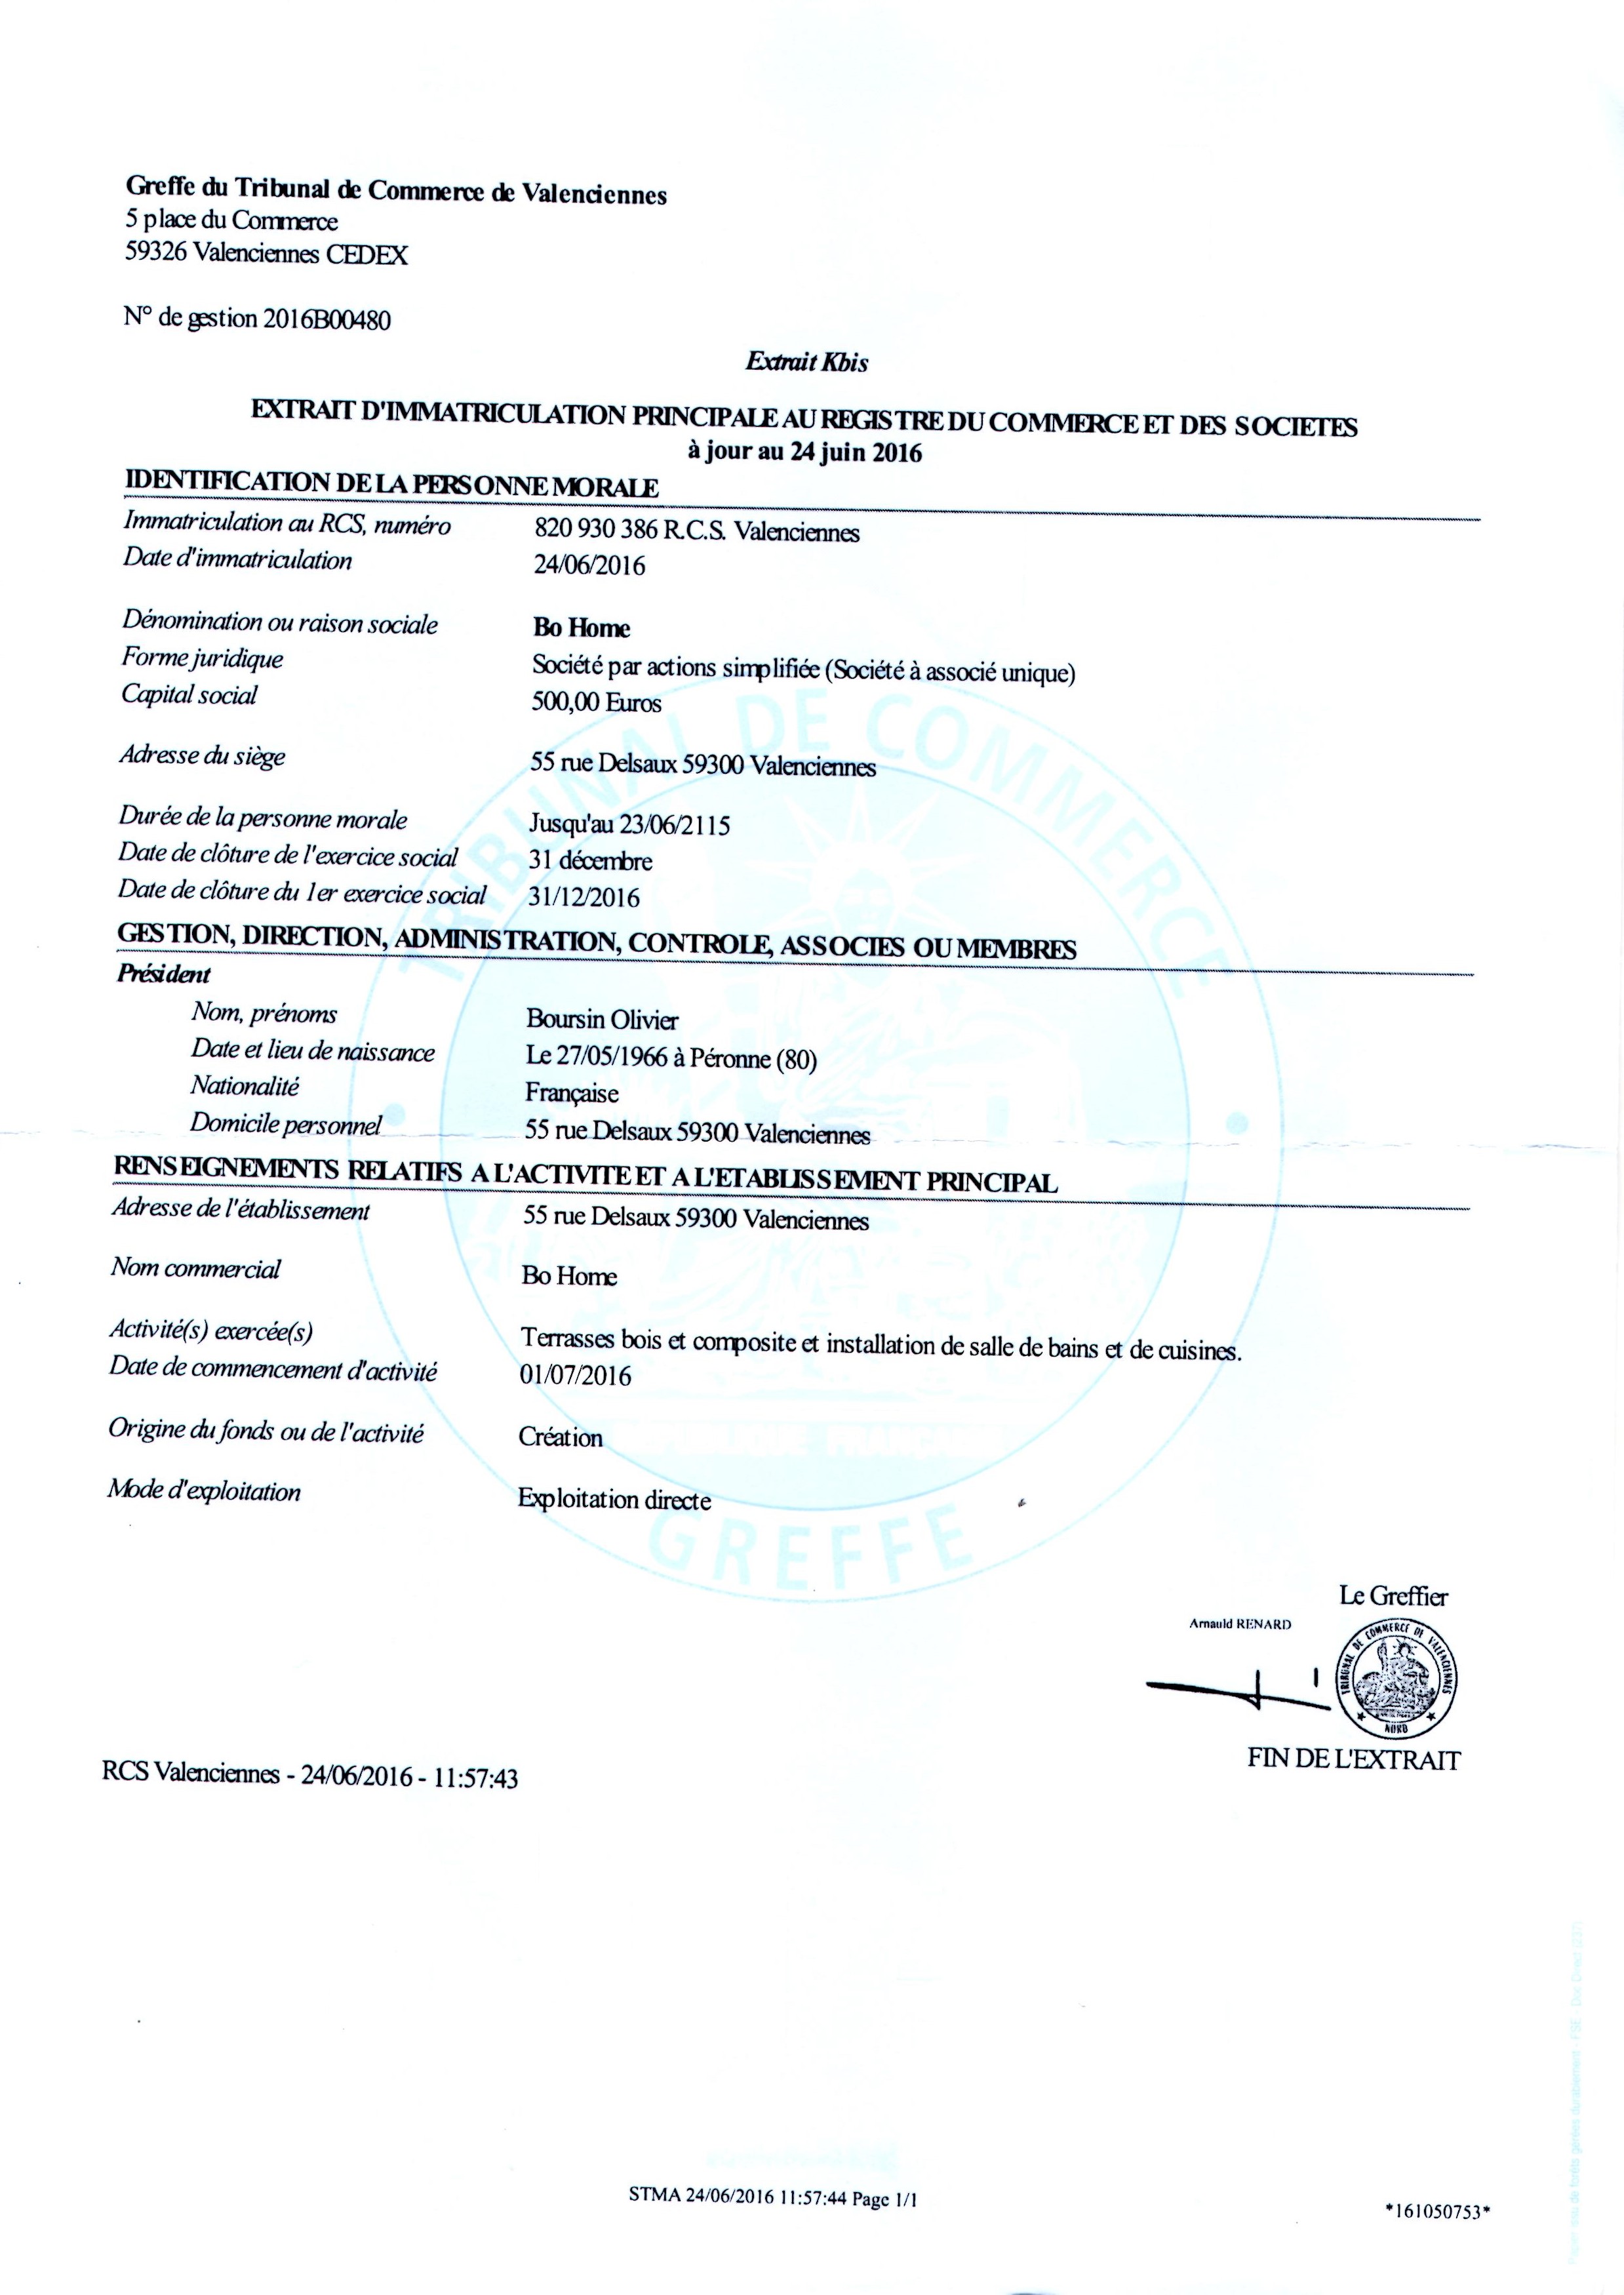 Greffe du Tribunal de Commerce de Valenciennes
5 place du Commerce
59326 Valenciennes CEDEX
N° de gestion 2016B00480
Extrait Kbis
EXTRAIT D'IMMATRICULATION PRINCIPALE AU REGISTRE DU COMMERCE ET DES SOCIETES
à jour au 24 juin 2016
IDENTIFICATION DE LA PERSONNE MORALE
Immatriculation au RCS, numéro 820 930 386 R.C.S. Valenciennes
Date d'immatriculation 24/06/2016
Dénomination ou raison sociale Bo Home
Forme juridique Société par actions simplifiée (Société à associé unique)
Capital social 500,00 Euros
Adresse du siège 55 rue Delsaux 59300 Valenciennes
Durée de la personne morale Jusqu'au 23/06/2115
Date de clôture de l'exercice social 31 décembre
Date de clôture du 1er exercice social 31/12/2016
GESTION, DIRECTION, ADMINISTRATION, CONTROLE, ASSOCIES OU MEMBRES
Président
Nom, prénoms Boursin Olivier
Date et lieu de naissance Le 27/05/1966 à Péronne (80)
Nationalité Française
Domicile personnel 55 rue Delsaux 59300 Valenciennes
RENSEIGNEMENTS RELATIFS A L'ACTIVITE ET A L'ETABLISSEMENT PRINCIPAL
Adresse de l'établissement 55 rue Delsaux 59300 Valenciennes
Nom commercial Bo Home
Activité(s) exercée(s) Terrasses bois et composite et installation de salle de bains et de cuisines.
Date de commencement d'activité 01/07/2016
Origine du fonds ou de l'activité Création
Mode d'exploitation Exploitation directe
TRIBUNAL DE COMMERCE
GREFFE
Le Greffier
Arnauld RENARD
TRIBUNAL DE COMMERCE DE VALENCIENNES
NORD
FIN DE L'EXTRAIT
RCS Valenciennes - 24/06/2016 - 11:57:43
STMA 24/06/2016 11:57:44 Page 1/1
*161050753*